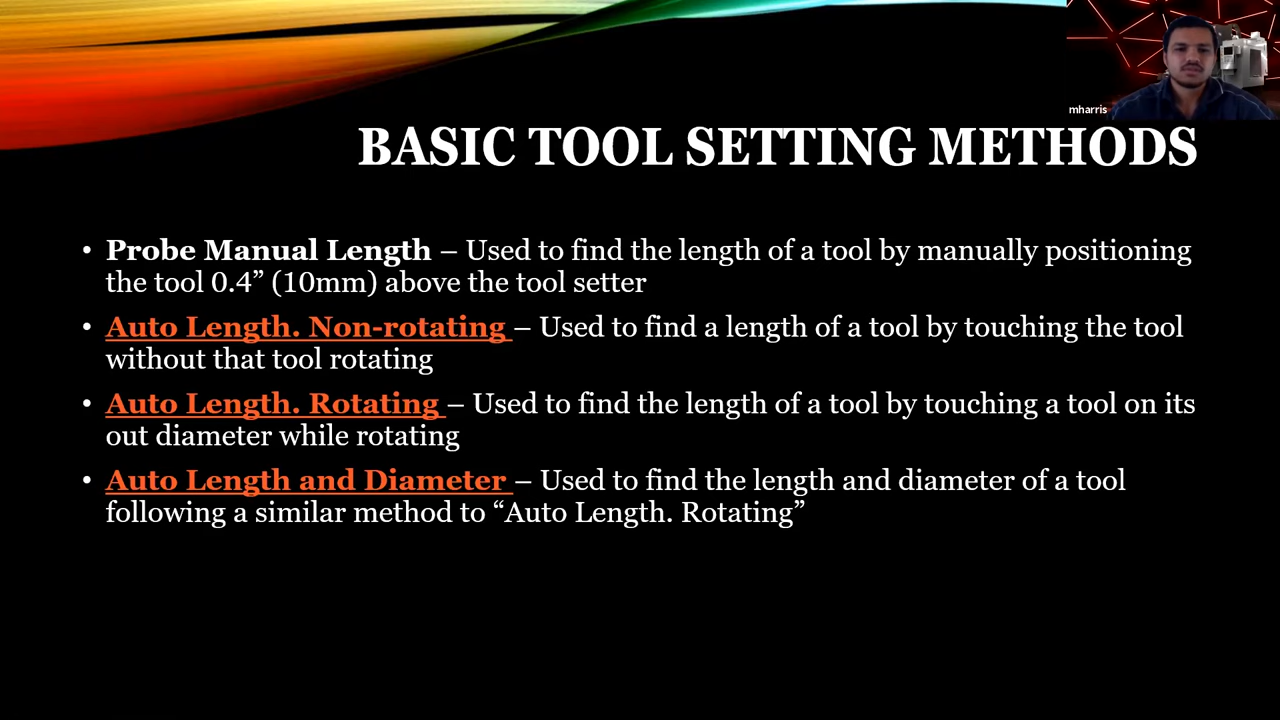 mharris
BASIC TOOL SETTING METHODS
• Probe Manual Length – Used to find the length of a tool by manually positioning
the tool 0.4” (10mm) above the tool setter
• Auto Length. Non-rotating – Used to find a length of a tool by touching the tool
without that tool rotating
• Auto Length. Rotating – Used to find the length of a tool by touching a tool on its
out diameter while rotating
• Auto Length and Diameter – Used to find the length and diameter of a tool
following a similar method to “Auto Length. Rotating”